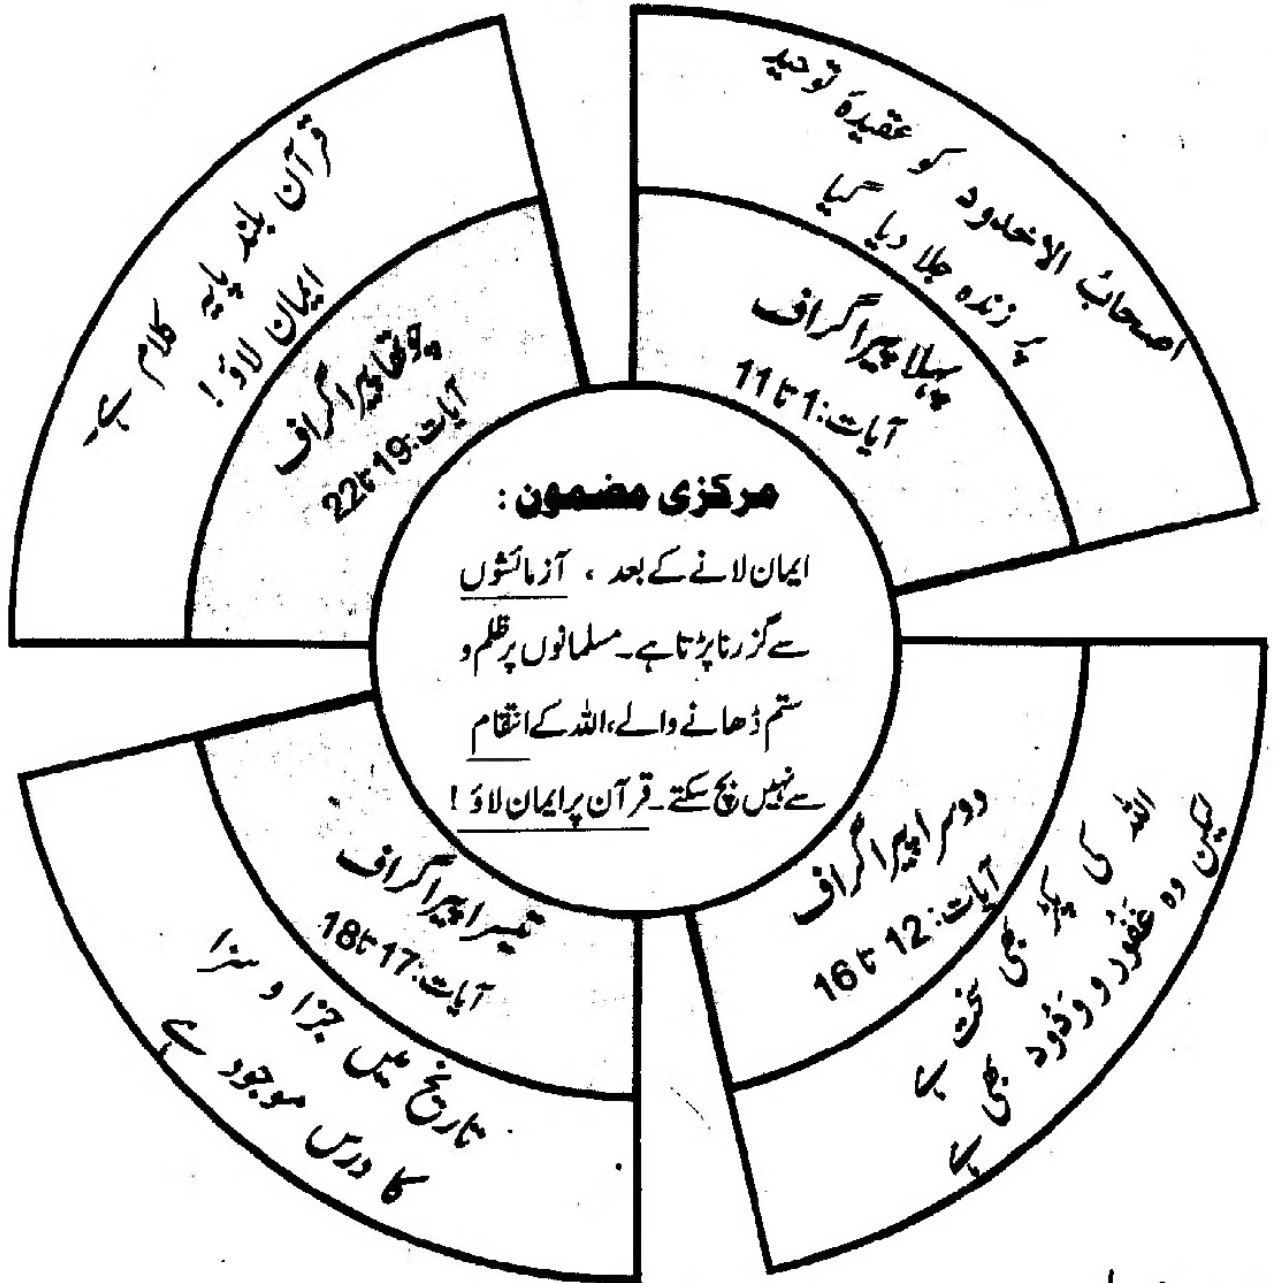 مرکزی مضمون :
ایمان لانے کے بعد ، آزمائشوں
سے گزرنا پڑتا ہے۔ مسلمانوں پر ظلم و
ستم ڈھانے والے، اللہ کے انتقام
سے نہیں بچ سکتے۔ قرآن پر ایمان لاؤ !
اصحابُ الاخدود کو عقیدۂ توحید
پر زندہ جلا دیا گیا
پہلا پیراگراف
آیات: 1 تا 11
دوسرا پیراگراف
آیات: 12 تا 16
اللہ کی پکڑ بھی سخت ہے
لیکن وہ غفُور و وَدُود بھی ہے
تیسرا پیراگراف
آیات: 17 تا 18
تاریخ میں جزا و سزا
کا درس موجود ہے
قرآن بلند پایہ کلام ہے۔
ایمان لاؤ !
چوتھا پیراگراف
آیات: 19 تا 22